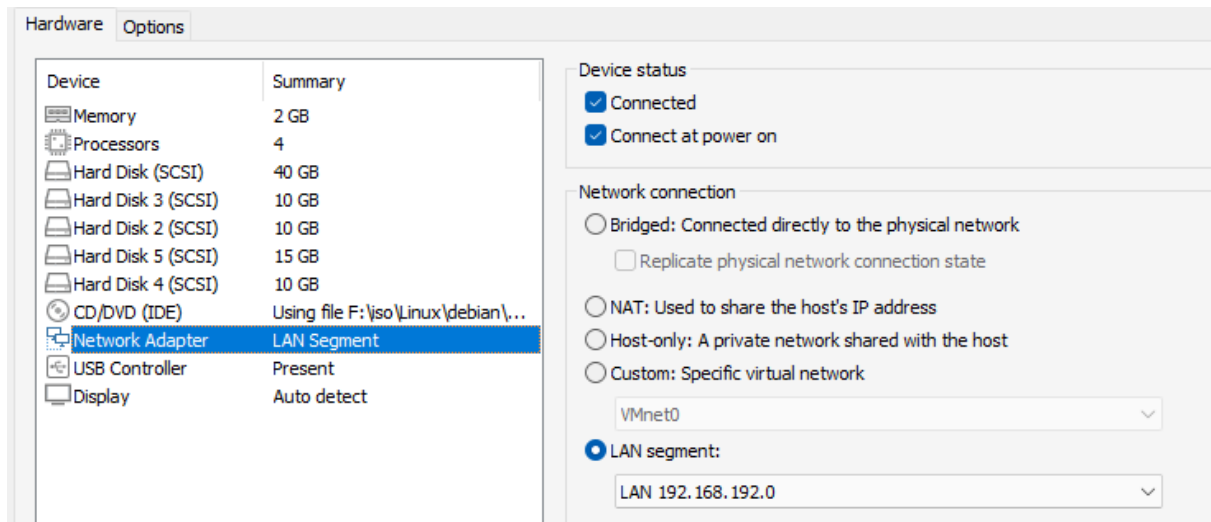 Hardware Options
Device Summary
Memory 2 GB
Processors 4
Hard Disk (SCSI) 40 GB
Hard Disk 3 (SCSI) 10 GB
Hard Disk 2 (SCSI) 10 GB
Hard Disk 5 (SCSI) 15 GB
Hard Disk 4 (SCSI) 10 GB
CD/DVD (IDE) Using file F:\iso\Linux\debian\...
Network Adapter LAN Segment
USB Controller Present
Display Auto detect
Device status
Connected
Connect at power on
Network connection
Bridged: Connected directly to the physical network
Replicate physical network connection state
NAT: Used to share the host's IP address
Host-only: A private network shared with the host
Custom: Specific virtual network
VMnet0
LAN segment:
LAN 192.168.192.0